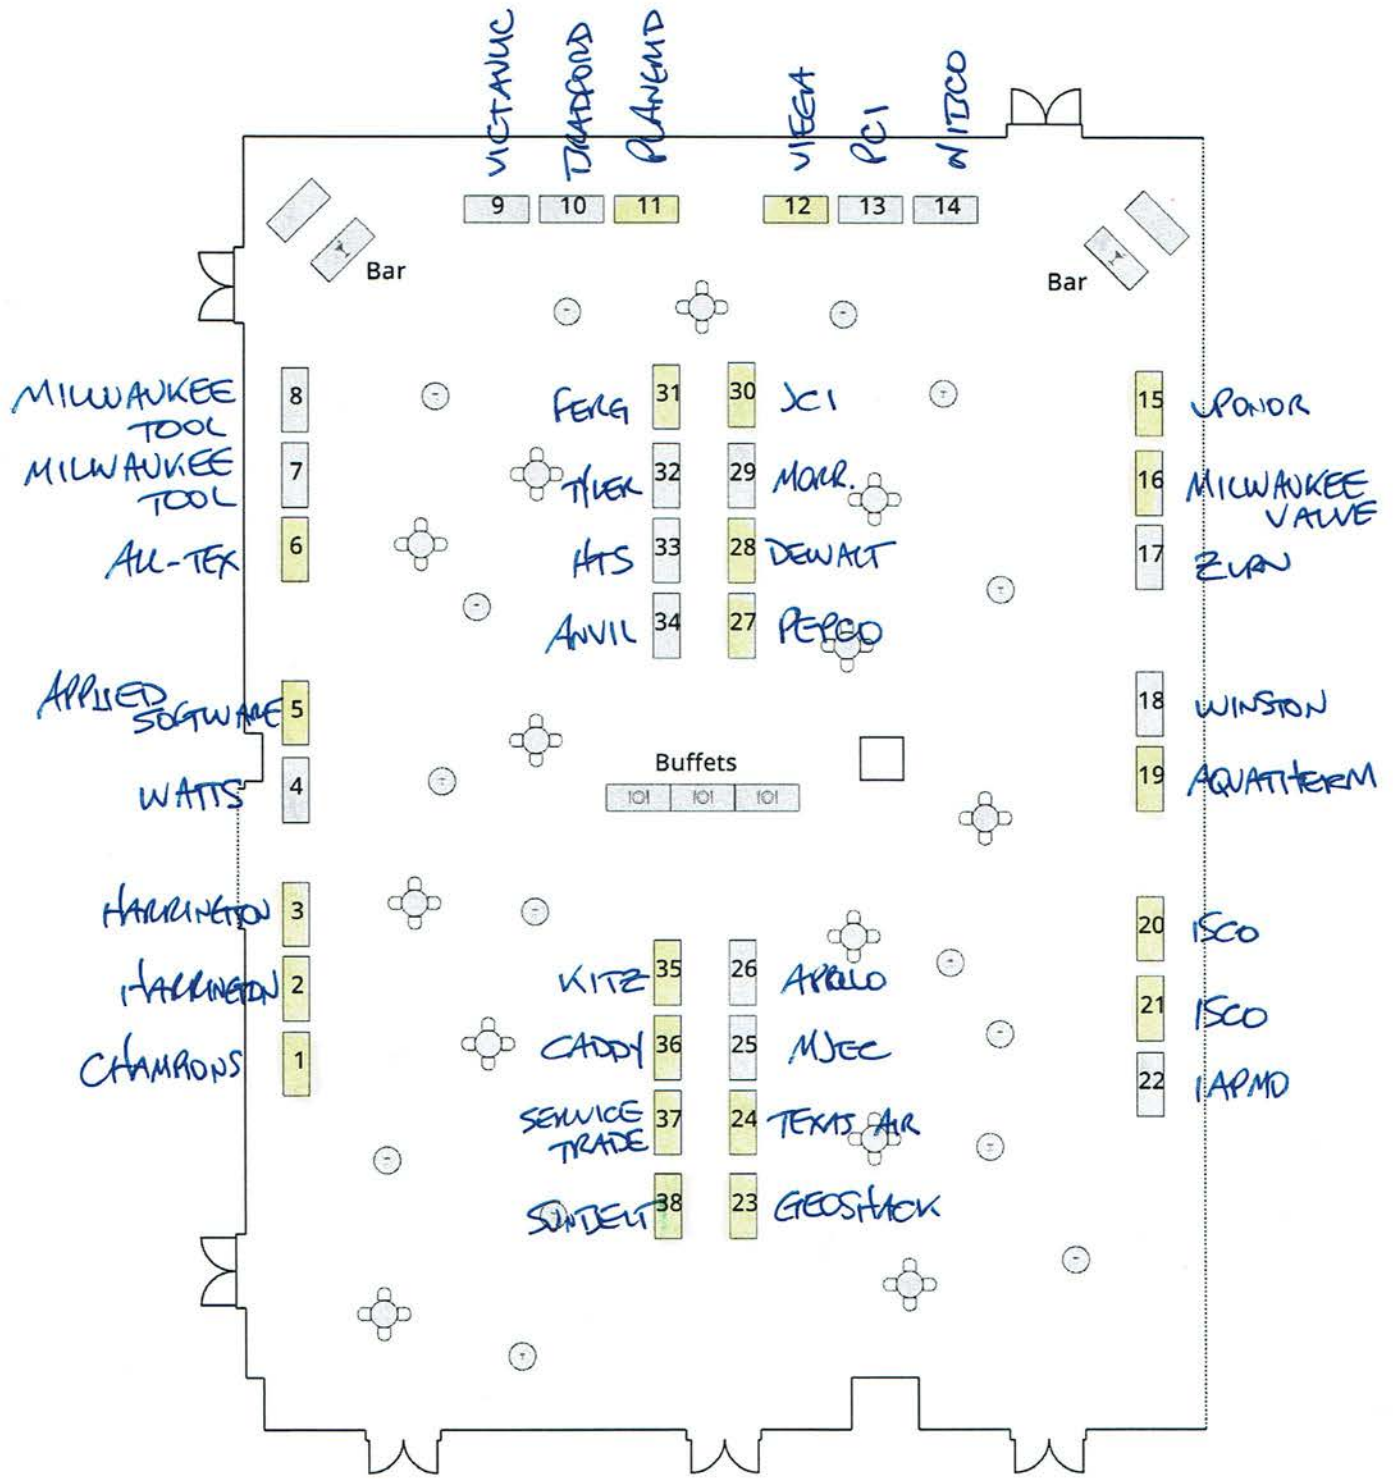 VICTAULIC
BRADFORD
PLANGRID
VIEGA
PCI
NIBCO
9 10 11 12 13 14
Bar
Bar
MILWAUKEE
TOOL
8
FERG 31
30 JCI
15 UPONOR
MILWAUKEE
TOOL
7
TYLER 32
29 MORR.
16 MILWAUKEE
VALVE
ALL-TEX 6
HTS 33
28 DEWALT
17 ZURN
ANVIL 34
27 PEPCO
APPLIED
SOFTWARE 5
18 WINSTON
WATTS 4
Buffets
19 AQUATHERM
HARRINGTON 3
20 ISCO
HARRINGTON 2
KITZ 35
26 APOLLO
21 ISCO
CHAMPIONS 1
CADDY 36
25 MJEC
22 IAPMO
SERVICE
TRADE 37
24 TEXAS AIR
SUNBELT 38
23 GEOSHACK